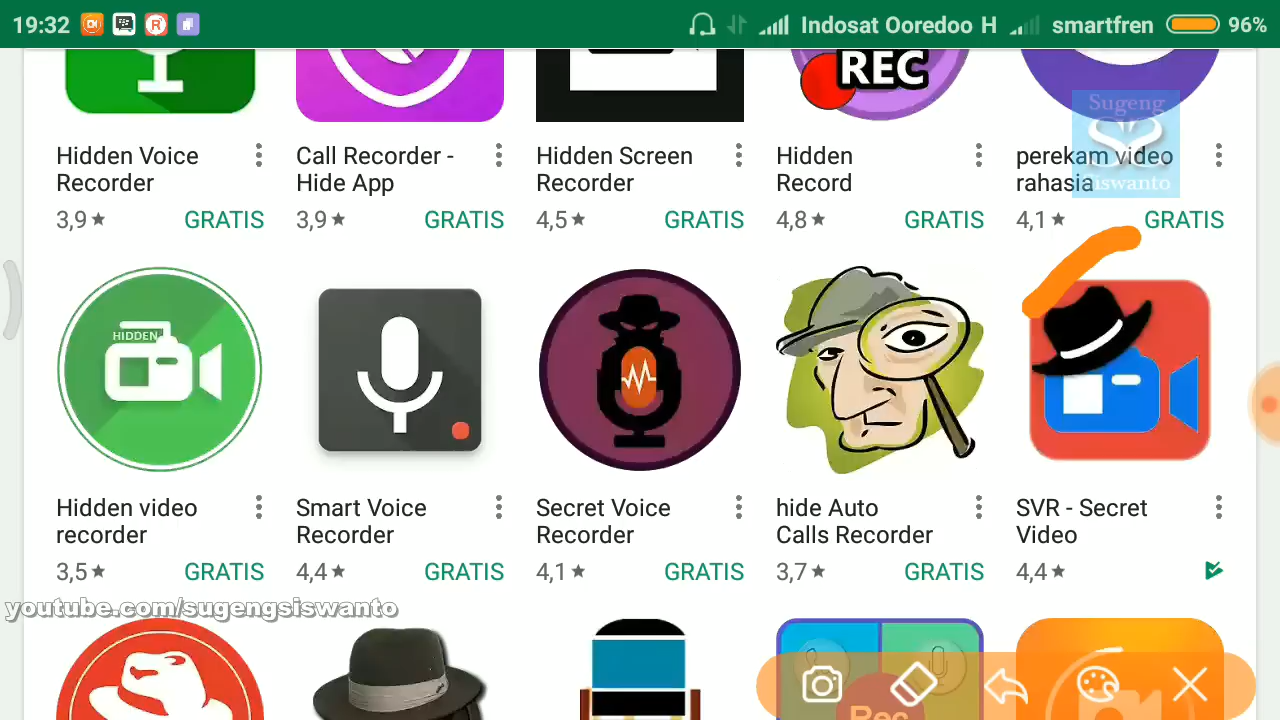 19:32
Indosat Ooredoo H
smartfren
96%
REC
Sugeng
Siswanto
Hidden Voice
Recorder
3,9
GRATIS
Call Recorder -
Hide App
3,9
GRATIS
Hidden Screen
Recorder
4,5
GRATIS
Hidden
Record
4,8
GRATIS
perekam video
rahasia
4,1
GRATIS
HIDDEN
Hidden video
recorder
3,5
GRATIS
Smart Voice
Recorder
4,4
GRATIS
Secret Voice
Recorder
4,1
GRATIS
hide Auto
Calls Recorder
3,7
GRATIS
SVR - Secret
Video
4,4
youtube.com/sugengsiswanto
Rec